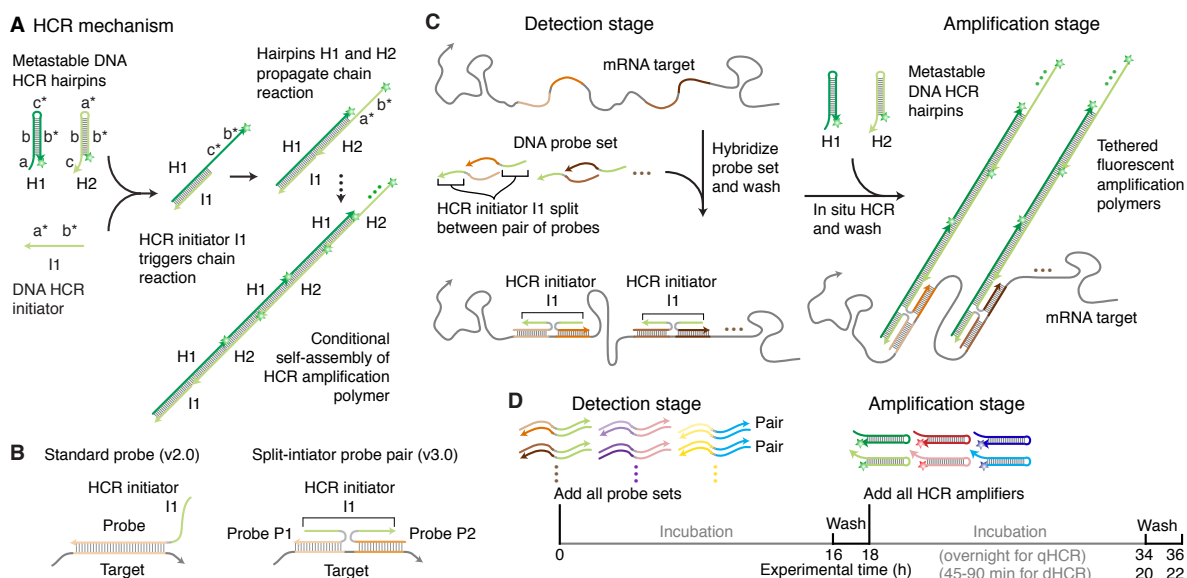 A HCR mechanism
Metastable DNA
HCR hairpins
c* a*
b b* b b*
a c
H1 H2
a* b*
I1
DNA HCR
initiator
b*
c*
H1
I1
HCR initiator I1
triggers chain
reaction
Hairpins H1 and H2
propagate chain
reaction
b*
a*
H1
H2
I1
H1
H2
H1
H2
H1
H2
I1
Conditional
self-assembly of
HCR amplification
polymer
B
Standard probe (v2.0)
HCR initiator
I1
Probe
Target
Split-intiator probe pair (v3.0)
HCR initiator
I1
Probe P1
Probe P2
Target
C
Detection stage
mRNA target
DNA probe set
HCR initiator I1 split
between pair of probes
Hybridize
probe set
and wash
HCR initiator
I1
HCR initiator
I1
Amplification stage
Metastable
DNA HCR
hairpins
H1 H2
In situ HCR
and wash
Tethered
fluorescent
amplification
polymers
mRNA target
D
Detection stage
Pair
Pair
Add all probe sets
Amplification stage
Add all HCR amplifiers
Incubation
Wash
Incubation
Wash
0 16 18 (overnight for qHCR) 34 36
Experimental time (h) (45-90 min for dHCR) 20 22